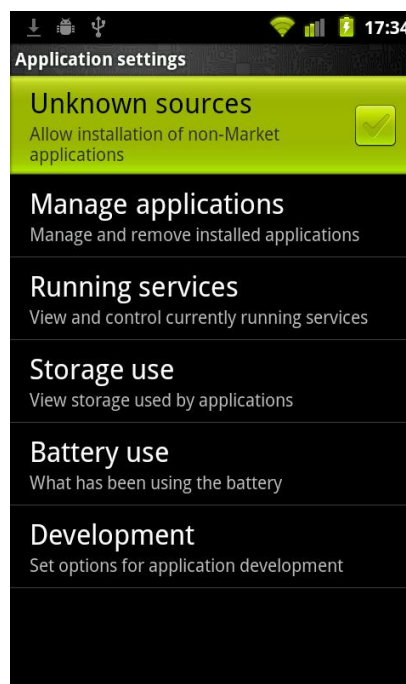 17:34
Application settings
Unknown sources
Allow installation of non-Market
applications
Manage applications
Manage and remove installed applications
Running services
View and control currently running services
Storage use
View storage used by applications
Battery use
What has been using the battery
Development
Set options for application development